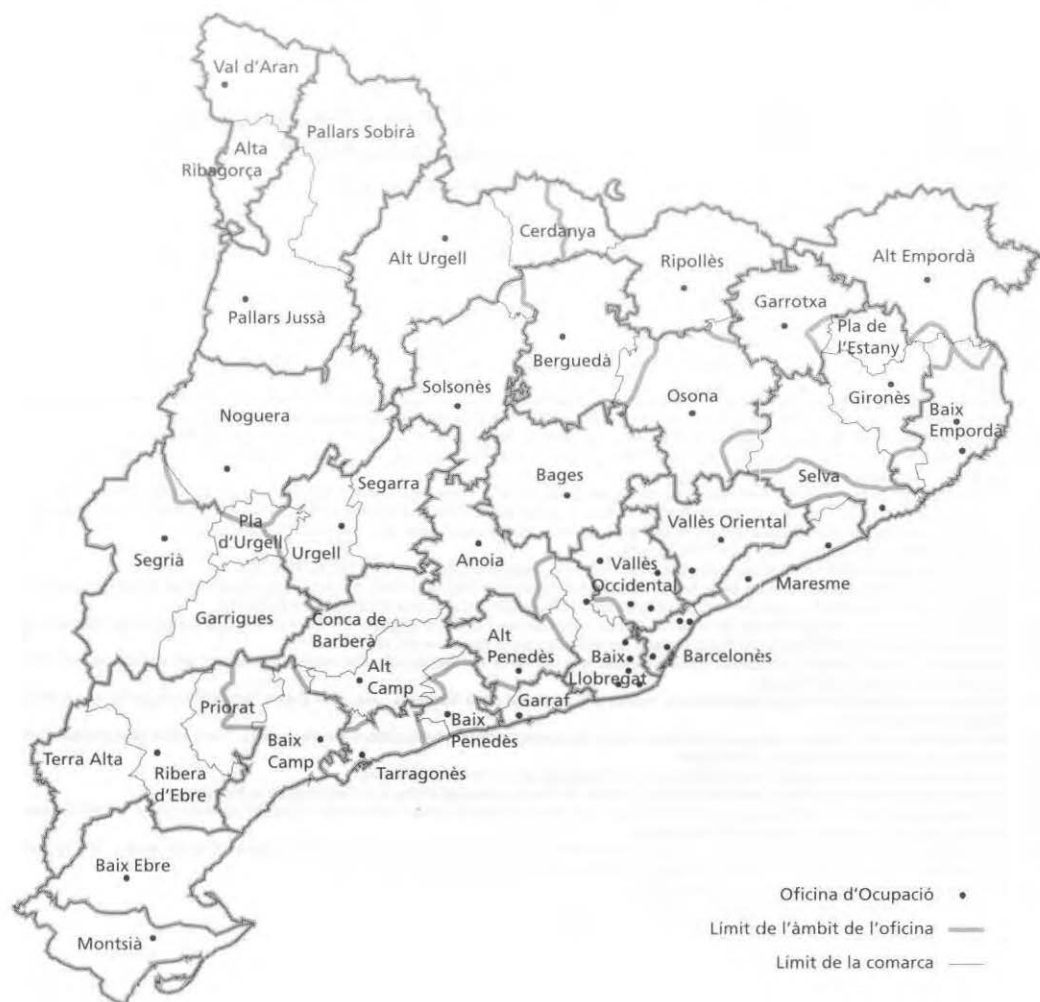 Val d'Aran
Pallars Sobirà
Alta
Ribagorça
Cerdanya
Alt Urgell
Ripollès
Alt Empordà
Garrotxa
Pallars Jussà
Pla de
l'Estany
Berguedà
Solsonès
Osona
Gironès
Noguera
Baix
Empordà
Segarra
Bages
Selva
Vallès Oriental
Pla
d'Urgell
Urgell
Segrià
Anoia
Vallès
Occidental
Maresme
Garrigues
Conca de
Barberà
Alt
Penedès
Baix
Llobregat
Barcelonès
Alt
Camp
Priorat
Garraf
Baix
Penedès
Baix
Camp
Terra Alta
Ribera
d'Ebre
Tarragonès
Baix Ebre
Montsià
Oficina d'Ocupació
Límit de l'àmbit de l'oficina
Límit de la comarca